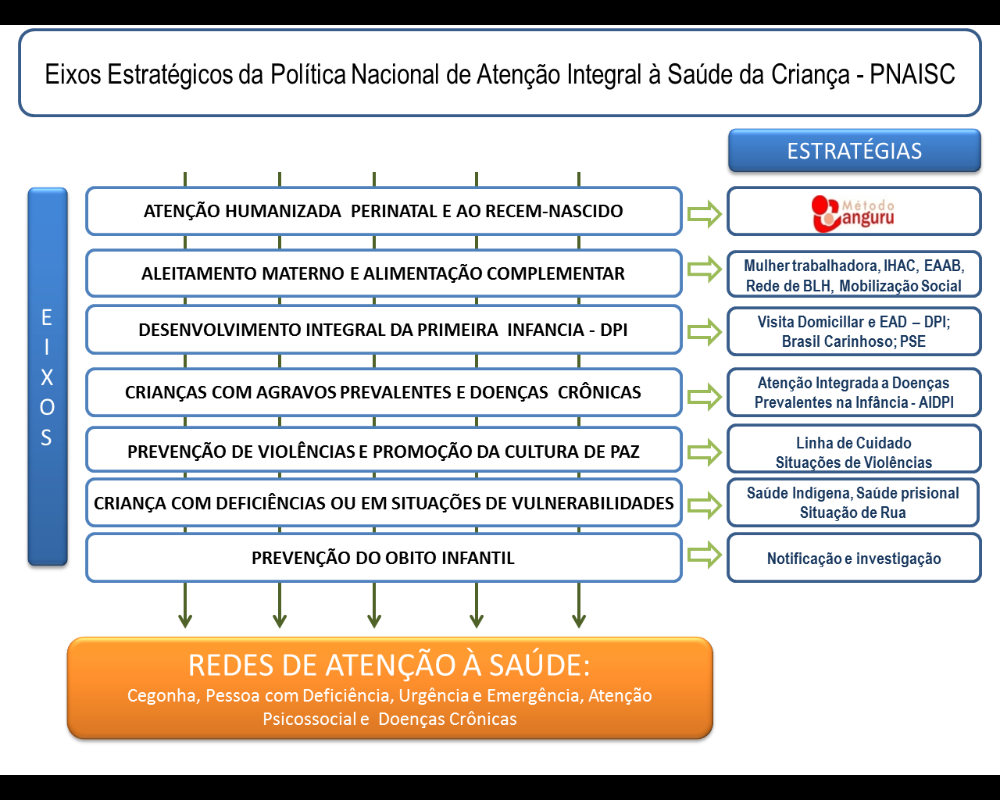 Eixos Estratégicos da Política Nacional de Atenção Integral à Saúde da Criança - PNAISC
ESTRATÉGIAS
EIXOS
ATENÇÃO HUMANIZADA PERINATAL E AO RECEM-NASCIDO
Método
Canguru
ALEITAMENTO MATERNO E ALIMENTAÇÃO COMPLEMENTAR
Mulher trabalhadora, IHAC, EAAB,
Rede de BLH, Mobilização Social
DESENVOLVIMENTO INTEGRAL DA PRIMEIRA INFANCIA - DPI
Visita Domicillar e EAD – DPI;
Brasil Carinhoso; PSE
CRIANÇAS COM AGRAVOS PREVALENTES E DOENÇAS CRÔNICAS
Atenção Integrada a Doenças
Prevalentes na Infância - AIDPI
PREVENÇÃO DE VIOLÊNCIAS E PROMOÇÃO DA CULTURA DE PAZ
Linha de Cuidado
Situações de Violências
CRIANÇA COM DEFICIÊNCIAS OU EM SITUAÇÕES DE VULNERABILIDADES
Saúde Indígena, Saúde prisional
Situação de Rua
PREVENÇÃO DO OBITO INFANTIL
Notificação e investigação
REDES DE ATENÇÃO À SAÚDE:
Cegonha, Pessoa com Deficiência, Urgência e Emergência, Atenção
Psicossocial e Doenças Crônicas